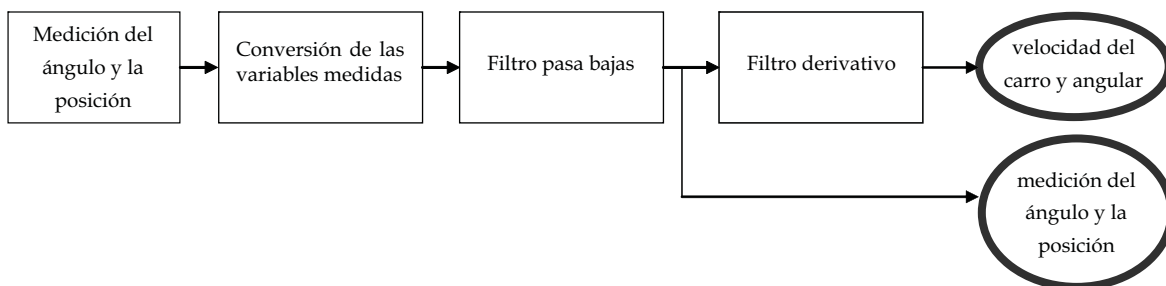 Medición del
ángulo y la
posición
Conversión de las
variables medidas
Filtro pasa bajas
Filtro derivativo
velocidad del
carro y angular
medición del
ángulo y la
posición